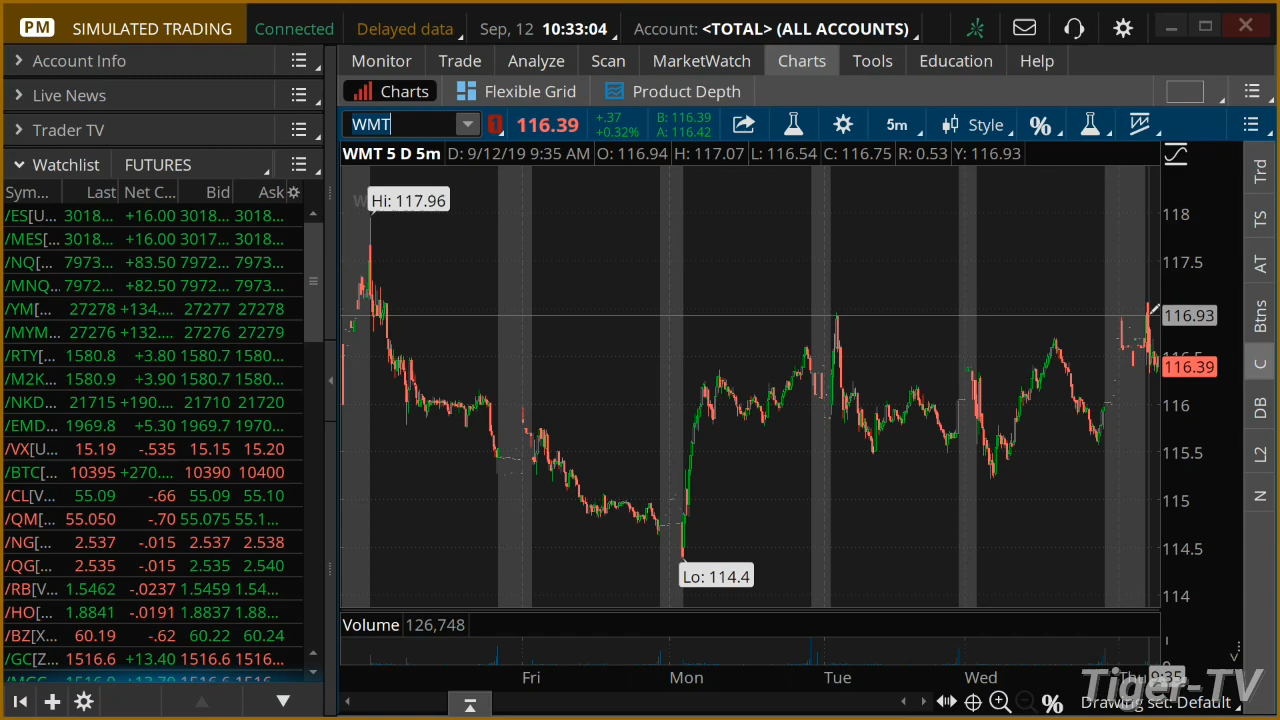 PM SIMULATED TRADING Connected Delayed data Sep, 12 10:33:04 Account: <TOTAL> (ALL ACCOUNTS)
Account Info
Live News
Trader TV
Watchlist FUTURES
Sym... Last Net C... Bid Ask
/ES[U... 3018... +16.00 3018... 3018...
/MES[... 3018... +16.00 3017... 3018...
/NQ[... 7973... +83.50 7972... 7973...
/MNQ... 7972... +82.50 7972... 7973...
/YM[... 27278 +134.... 27277 27278
/MYM... 27276 +132.... 27276 27279
/RTY[... 1580.8 +3.80 1580.7 1580...
/M2K... 1580.9 +3.90 1580.7 1580...
/NKD... 21715 +190.... 21710 21720
/EMD... 1969.8 +5.30 1969.7 1970...
/VX[U... 15.19 -.535 15.15 15.20
/BTC[... 10395 +270.... 10390 10400
/CL[V... 55.09 -.66 55.09 55.10
/QM[... 55.050 -.70 55.075 55.1...
/NG[... 2.537 -.015 2.537 2.538
/QG[... 2.535 -.015 2.535 2.540
/RB[V... 1.5462 -.0237 1.5459 1.54...
/HO[... 1.8841 -.0191 1.8837 1.88...
/BZ[X... 60.19 -.62 60.22 60.24
/GC[Z... 1516.6 +13.40 1516.6 1516...
Monitor Trade Analyze Scan MarketWatch Charts Tools Education Help
Charts Flexible Grid Product Depth
WMT 1 116.39 +.37 +0.32% B: 116.39 A: 116.42 5m Style %
WMT 5 D 5m D: 9/12/19 9:35 AM O: 116.94 H: 117.07 L: 116.54 C: 116.75 R: 0.53 Y: 116.93
Hi: 117.96
Lo: 114.4
118
117.5
116.93
116.5
116.39
116
115.5
115
114.5
114
Volume 126,748
Fri Mon Tue Wed Thu 9:35
Trd
TS
AT
Btns
C
DB
L2
N
%
Drawing set: Default
Tiger-TV